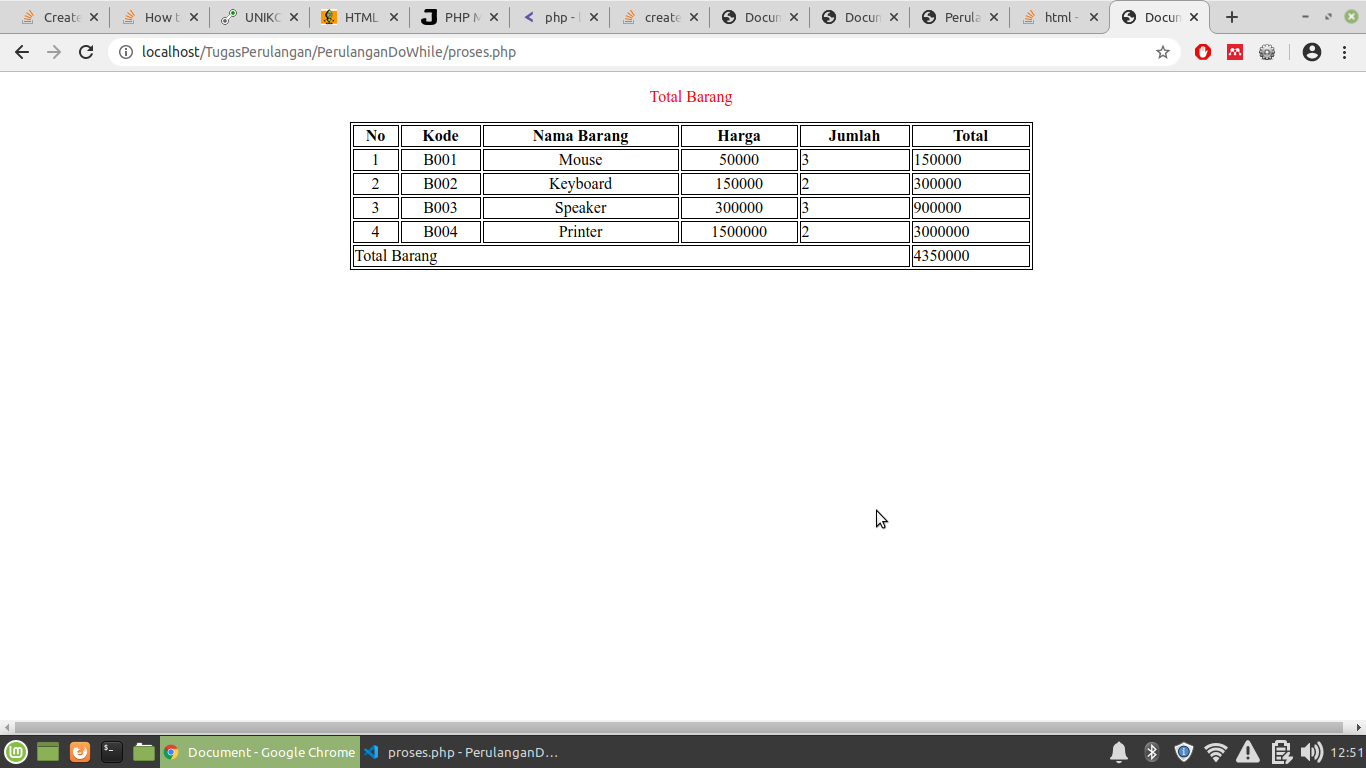 Create How t UNIKO HTML PHP M php - create Docum Docum Perula html - Docum
localhost/TugasPerulangan/PerulanganDoWhile/proses.php
Total Barang
No Kode Nama Barang Harga Jumlah Total
1 B001 Mouse 50000 3 150000
2 B002 Keyboard 150000 2 300000
3 B003 Speaker 300000 3 900000
4 B004 Printer 1500000 2 3000000
Total Barang 4350000
Document - Google Chrome proses.php - PerulanganD... 12:51